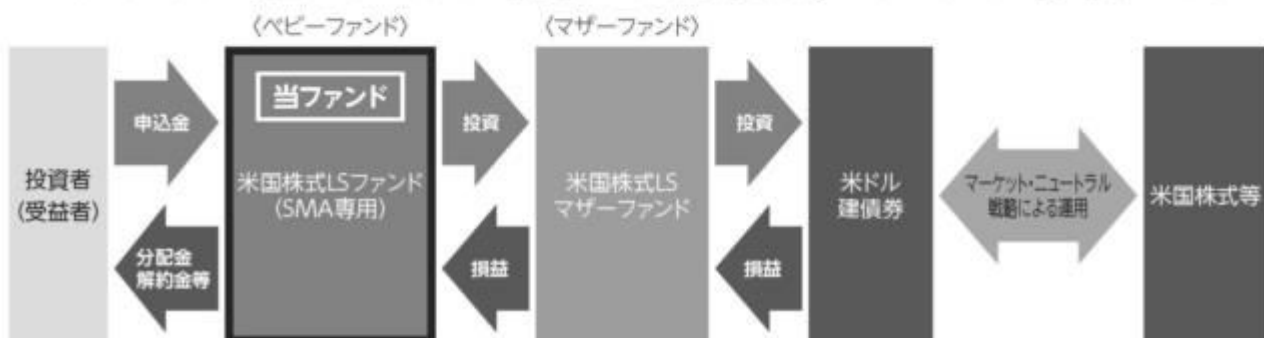 〈ベビーファンド〉
〈マザーファンド〉
投資者
(受益者)
申込金
分配金
解約金等
当ファンド
米国株式LSファンド
(SMA専用)
投資
損益
米国株式LS
マザーファンド
投資
損益
米ドル
建債券
マーケット・ニュートラル
戦略による運用
米国株式等